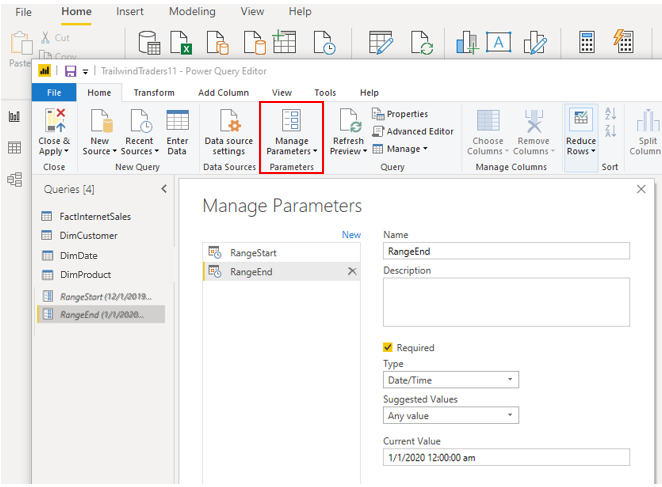 File Home Insert Modeling View Help
Cut
Paste Copy
TrailwindTraders11 - Power Query Editor
File Home Transform Add Column View Tools Help
Close & Apply
New Source
Recent Sources
Enter Data
Data source settings
Manage Parameters
Refresh Preview
Properties
Advanced Editor
Manage
Choose Columns
Remove Columns
Reduce Rows
Split Column
Close New Query Data Sources Parameters Query Manage Columns Sort
Queries [4]
FactInternetSales
DimCustomer
DimDate
DimProduct
RangeStart (12/1/2019...
RangeEnd (1/1/2020...
Manage Parameters
New
RangeStart
RangeEnd
Name
RangeEnd
Description
Required
Type
Date/Time
Suggested Values
Any value
Current Value
1/1/2020 12:00:00 am